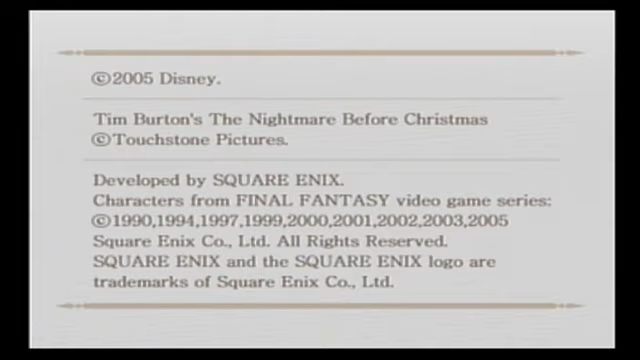 ©2005 Disney.
Tim Burton's The Nightmare Before Christmas
©Touchstone Pictures.
Developed by SQUARE ENIX.
Characters from FINAL FANTASY video game series:
©1990,1994,1997,1999,2000,2001,2002,2003,2005
Square Enix Co., Ltd. All Rights Reserved.
SQUARE ENIX and the SQUARE ENIX logo are
trademarks of Square Enix Co., Ltd.